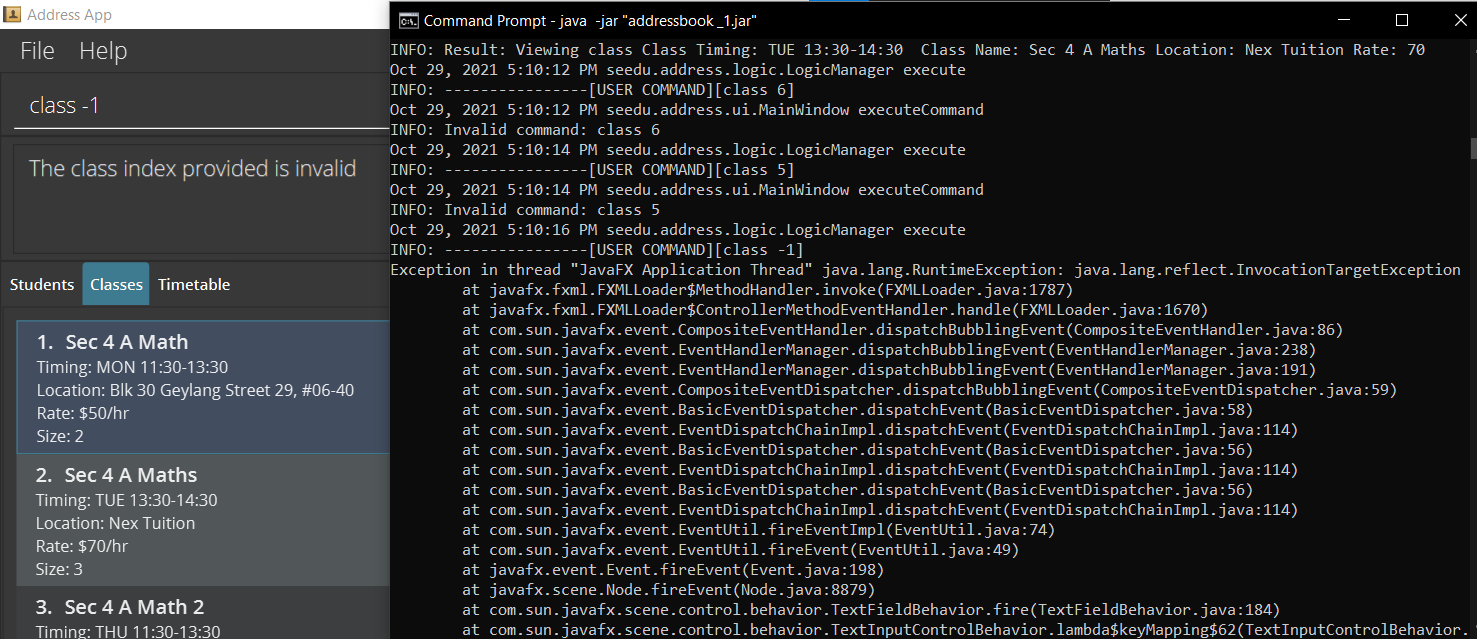 Address App
File Help
class -1
The class index provided is invalid
Students Classes Timetable
1. Sec 4 A Math
Timing: MON 11:30-13:30
Location: Blk 30 Geylang Street 29, #06-40
Rate: $50/hr
Size: 2
2. Sec 4 A Maths
Timing: TUE 13:30-14:30
Location: Nex Tuition
Rate: $70/hr
Size: 3
3. Sec 4 A Math 2
Timing: THU 11:30-13:30
Command Prompt - java -jar "addressbook _1.jar"
INFO: Result: Viewing class Class Timing: TUE 13:30-14:30 Class Name: Sec 4 A Maths Location: Nex Tuition Rate: 70
Oct 29, 2021 5:10:12 PM seedu.address.logic.LogicManager execute
INFO: ----------------[USER COMMAND][class 6]
Oct 29, 2021 5:10:12 PM seedu.address.ui.MainWindow executeCommand
INFO: Invalid command: class 6
Oct 29, 2021 5:10:14 PM seedu.address.logic.LogicManager execute
INFO: ----------------[USER COMMAND][class 5]
Oct 29, 2021 5:10:14 PM seedu.address.ui.MainWindow executeCommand
INFO: Invalid command: class 5
Oct 29, 2021 5:10:16 PM seedu.address.logic.LogicManager execute
INFO: ----------------[USER COMMAND][class -1]
Exception in thread "JavaFX Application Thread" java.lang.RuntimeException: java.lang.reflect.InvocationTargetException
at javafx.fxml.FXMLLoader$MethodHandler.invoke(FXMLLoader.java:1787)
at javafx.fxml.FXMLLoader$ControllerMethodEventHandler.handle(FXMLLoader.java:1670)
at com.sun.javafx.event.CompositeEventHandler.dispatchBubblingEvent(CompositeEventHandler.java:86)
at com.sun.javafx.event.EventHandlerManager.dispatchBubblingEvent(EventHandlerManager.java:238)
at com.sun.javafx.event.EventHandlerManager.dispatchBubblingEvent(EventHandlerManager.java:191)
at com.sun.javafx.event.CompositeEventDispatcher.dispatchBubblingEvent(CompositeEventDispatcher.java:59)
at com.sun.javafx.event.BasicEventDispatcher.dispatchEvent(BasicEventDispatcher.java:58)
at com.sun.javafx.event.EventDispatchChainImpl.dispatchEvent(EventDispatchChainImpl.java:114)
at com.sun.javafx.event.BasicEventDispatcher.dispatchEvent(BasicEventDispatcher.java:56)
at com.sun.javafx.event.EventDispatchChainImpl.dispatchEvent(EventDispatchChainImpl.java:114)
at com.sun.javafx.event.BasicEventDispatcher.dispatchEvent(BasicEventDispatcher.java:56)
at com.sun.javafx.event.EventDispatchChainImpl.dispatchEvent(EventDispatchChainImpl.java:114)
at com.sun.javafx.event.EventUtil.fireEventImpl(EventUtil.java:74)
at com.sun.javafx.event.EventUtil.fireEvent(EventUtil.java:49)
at javafx.event.Event.fireEvent(Event.java:198)
at javafx.scene.Node.fireEvent(Node.java:8879)
at com.sun.javafx.scene.control.behavior.TextFieldBehavior.fire(TextFieldBehavior.java:184)
at com.sun.javafx.scene.control.behavior.TextInputControlBehavior.lambda$keyMapping$62(TextInputControlBehavior.